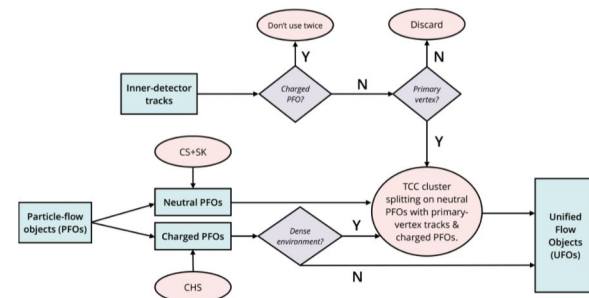 Don't use twice
Discard
Y
N
Inner-detector
tracks
Charged
PFO?
N
Primary
vertex?
Y
CS+SK
Particle-flow
objects (PFOs)
Neutral PFOs
Charged PFOs
Dense
environment?
Y
N
TCC cluster
splitting on neutral
PFOs with primary-
vertex tracks &
charged PFOs.
Unified
Flow
Objects
(UFOs)
CHS